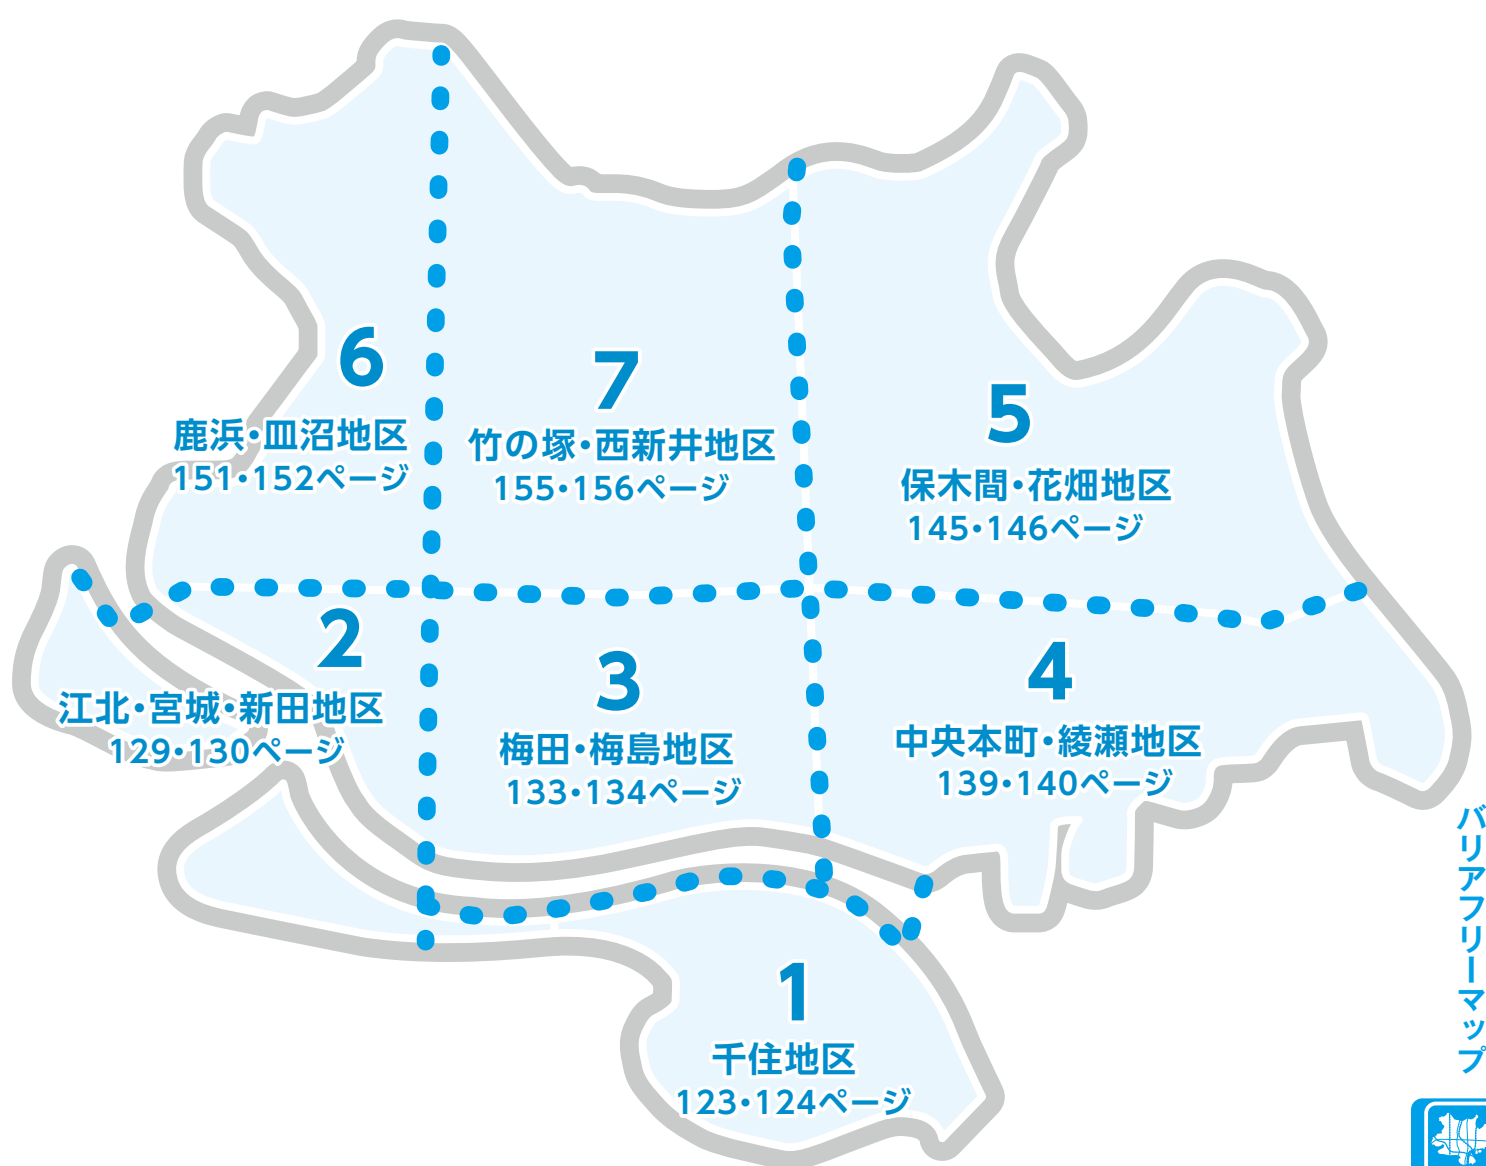 6
鹿浜・皿沼地区
151・152ページ
7
竹の塚・西新井地区
155・156ページ
5
保木間・花畑地区
145・146ページ
2
江北・宮城・新田地区
129・130ページ
3
梅田・梅島地区
133・134ページ
4
中央本町・綾瀬地区
139・140ページ
1
千住地区
123・124ページ
バリアフリーマップ